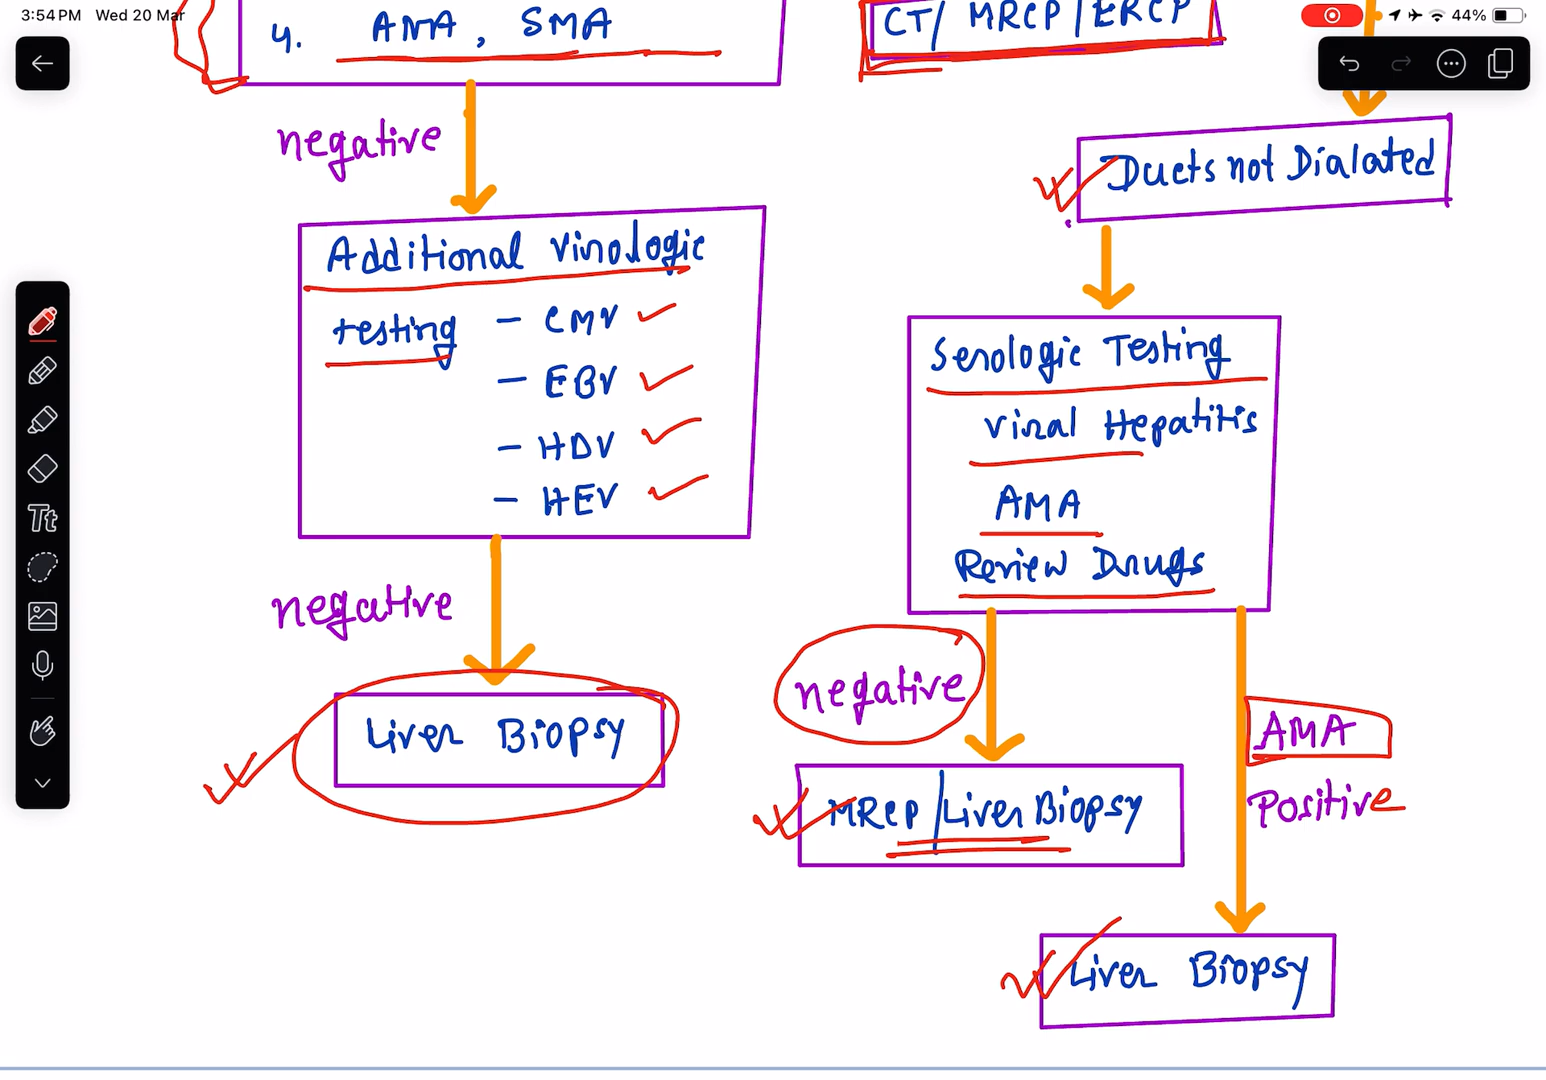 3:54 PM Wed 20 Mar
44%
4. AMA, SMA
CT/ MRCP/ERCP
negative
Ducts not Dialated
Additional Virologic
testing - CMV
- EBV
- HDV
- HEV
Serologic Testing
Viral Hepatitis
AMA
Review Drugs
negative
Liver Biopsy
negative
AMA
Positive
MRCP/Liver Biopsy
Liver Biopsy
Tt